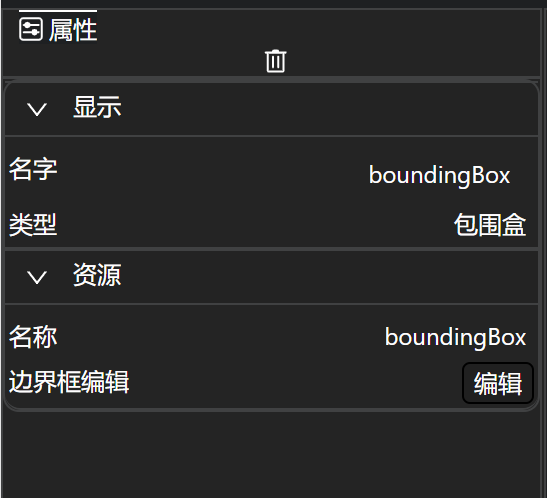 属性
显示
名字 boundingBox
类型 包围盒
资源
名称 boundingBox
边界框编辑 编辑